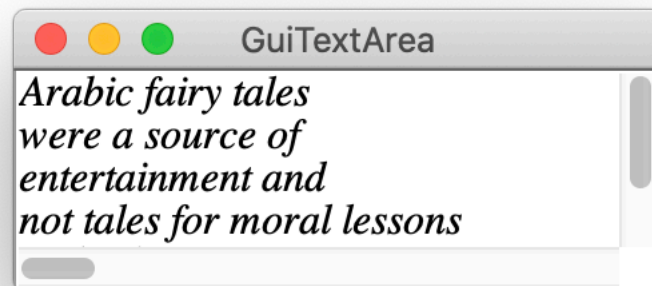 GuiTextArea
Arabic fairy tales
were a source of
entertainment and
not tales for moral lessons